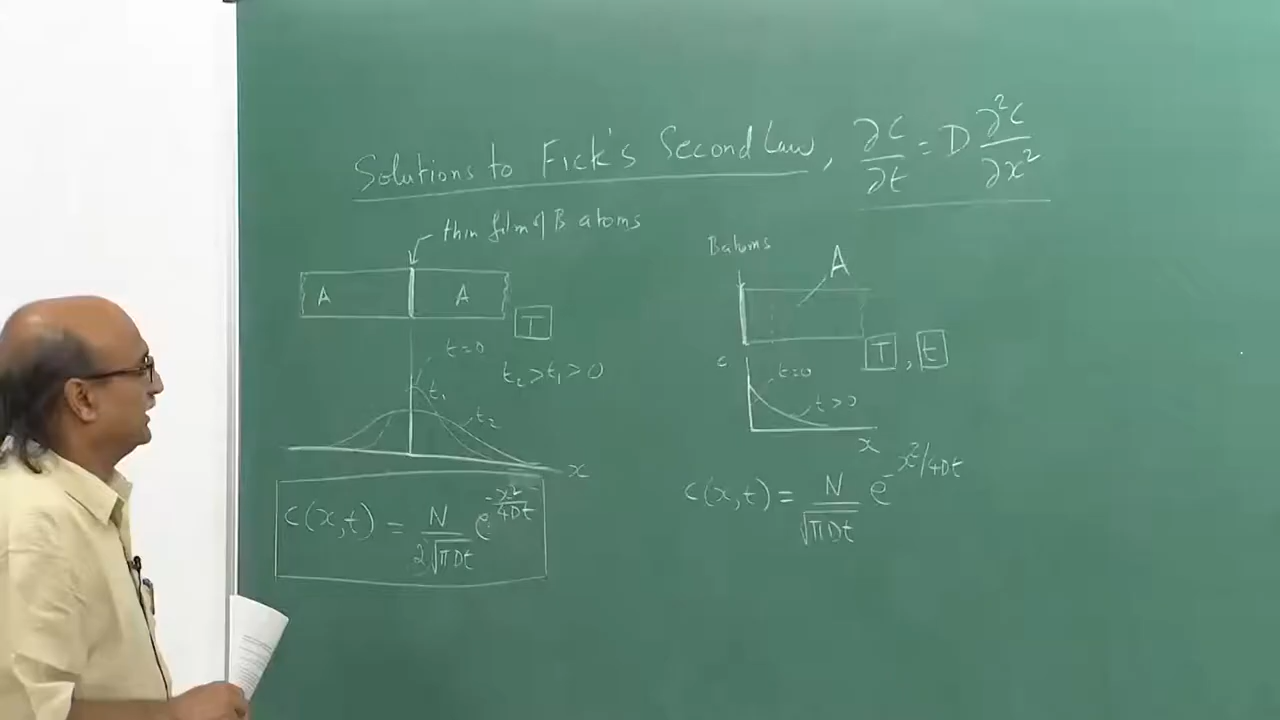 Solutions to Fick's Second Law, ∂c/∂t = D ∂²c/∂x²
thin film of B atoms
A A
T
t=0
t₂ > t₁ > 0
t₁
t₂
x
c(x,t) = N/(2√(πDt)) e^(-x²/4Dt)
B atoms
A
T , t
c
t=0
t>0
x
c(x,t) = N/√(πDt) e^(-x²/4Dt)